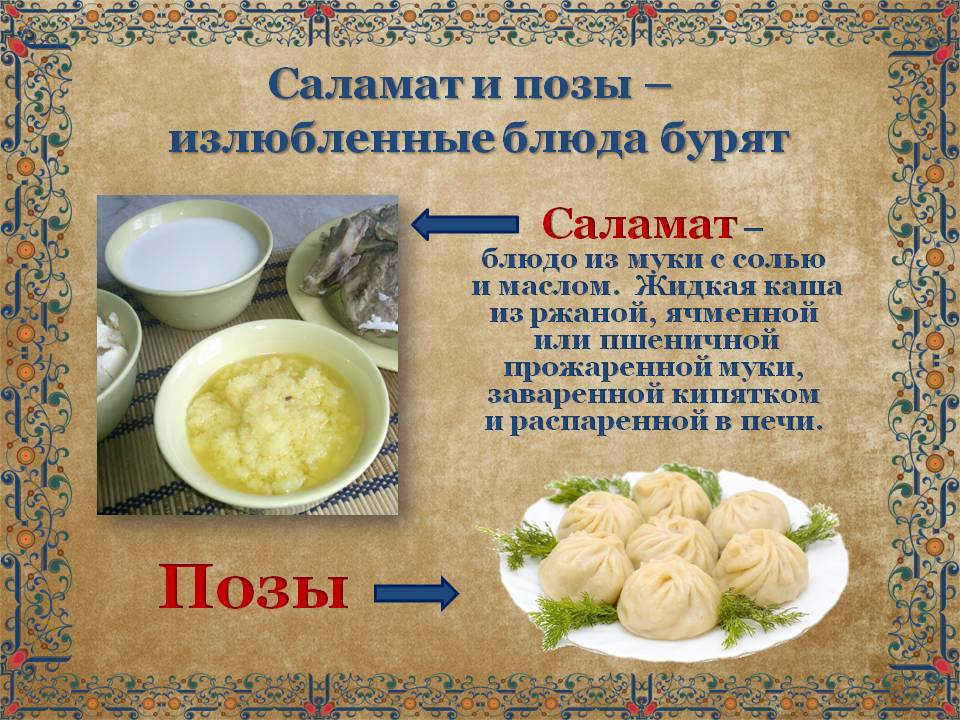 Саламат и позы –
излюбленные блюда бурят
Саламат –
блюдо из муки с солью
и маслом. Жидкая каша
из ржаной, ячменной
или пшеничной
прожаренной муки,
заваренной кипятком
и распаренной в печи.
Позы